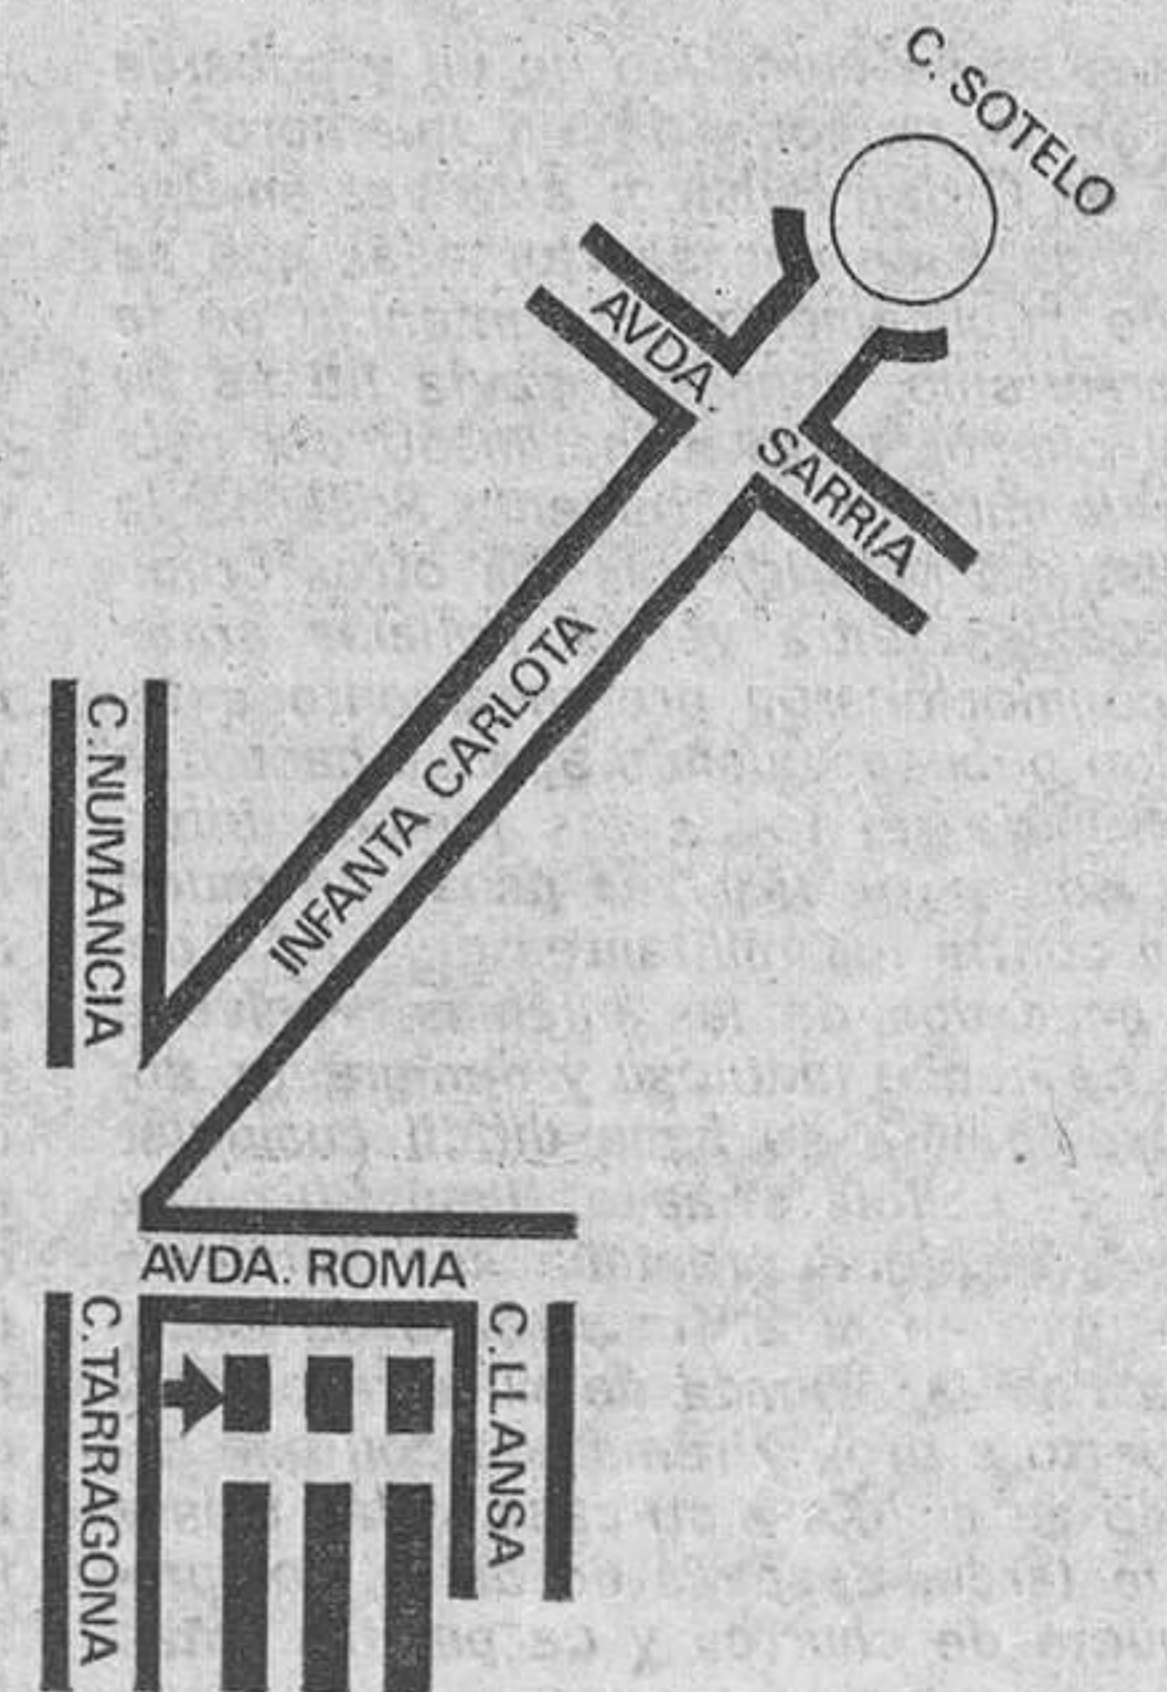 C. SOTELO
AVDA.
SARRIA
INFANTA CARLOTA
C. NUMANCIA
AVDA. ROMA
C. TARRAGONA
C. LLANSA